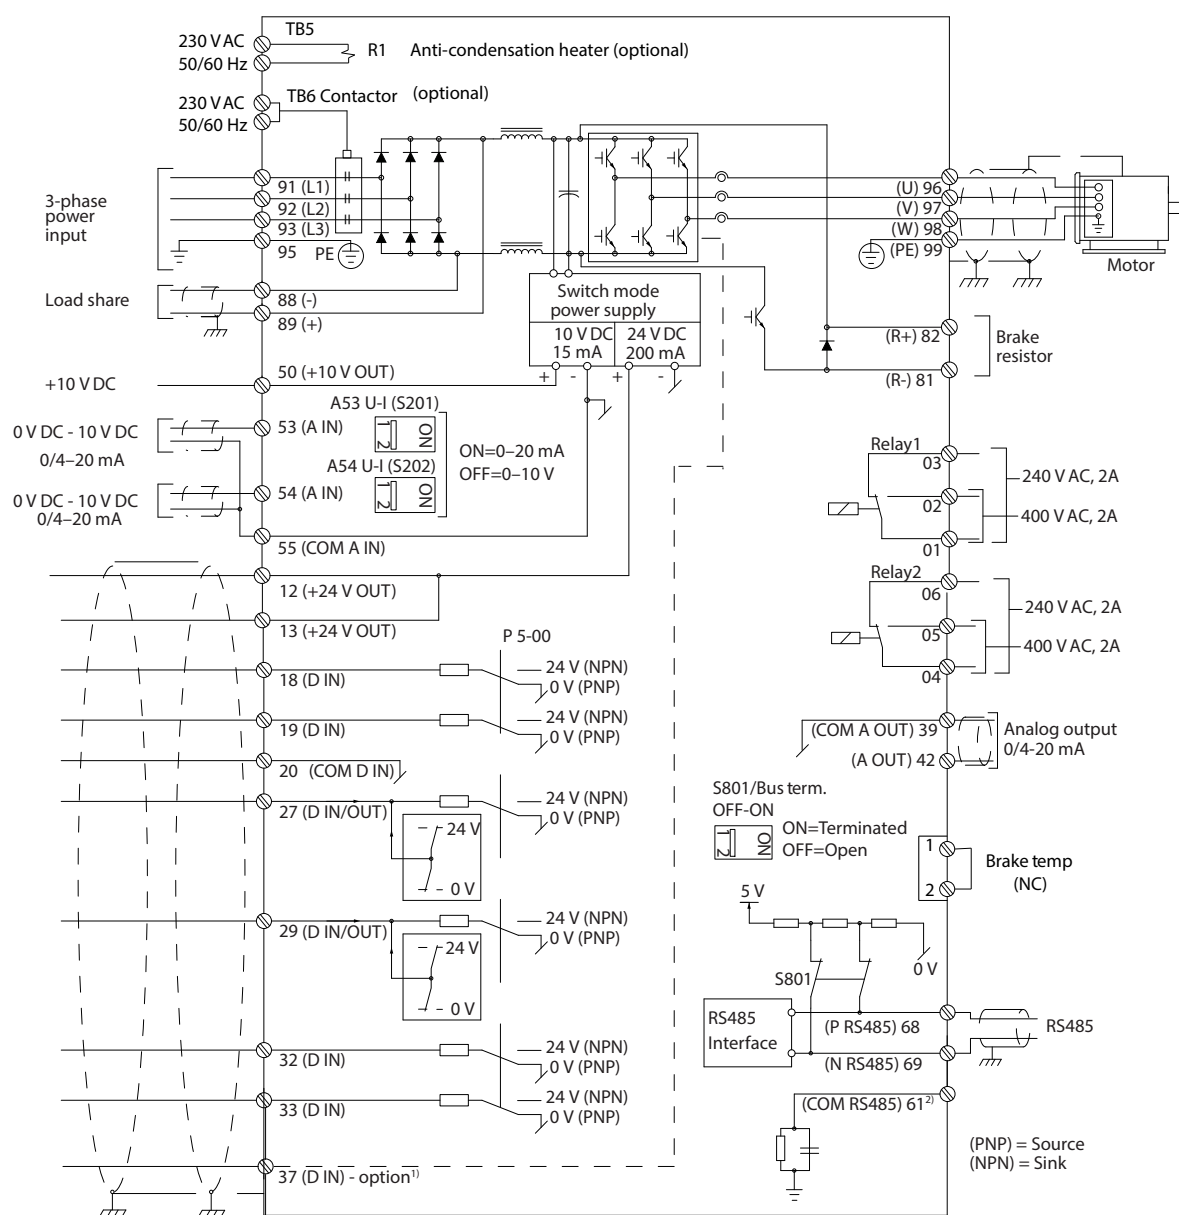 TB5
230 V AC
50/60 Hz
R1
Anti-condensation heater (optional)
230 V AC
50/60 Hz
TB6 Contactor
(optional)
3-phase
power
input
91 (L1)
92 (L2)
93 (L3)
95
PE
(U) 96
(V) 97
(W) 98
(PE) 99
Motor
Load share
88 (-)
89 (+)
Switch mode
power supply
10 V DC
15 mA
24 V DC
200 mA
+ - + -
(R+) 82
(R-) 81
Brake
resistor
+10 V DC
50 (+10 V OUT)
A53 U-I (S201)
1 2
ON
0 V DC - 10 V DC
0/4–20 mA
53 (A IN)
ON=0–20 mA
OFF=0–10 V
A54 U-I (S202)
1 2
ON
0 V DC - 10 V DC
0/4–20 mA
54 (A IN)
55 (COM A IN)
Relay1
03
02
01
240 V AC, 2A
400 V AC, 2A
Relay2
06
05
04
240 V AC, 2A
400 V AC, 2A
12 (+24 V OUT)
13 (+24 V OUT)
P 5-00
18 (D IN)
24 V (NPN)
0 V (PNP)
19 (D IN)
24 V (NPN)
0 V (PNP)
20 (COM D IN)
27 (D IN/OUT)
24 V (NPN)
0 V (PNP)
24 V
0 V
29 (D IN/OUT)
24 V (NPN)
0 V (PNP)
24 V
0 V
32 (D IN)
24 V (NPN)
0 V (PNP)
33 (D IN)
24 V (NPN)
0 V (PNP)
37 (D IN) - option1)
(COM A OUT) 39
(A OUT) 42
Analog output
0/4-20 mA
S801/Bus term.
OFF-ON
1 2
ON
ON=Terminated
OFF=Open
1
2
Brake temp
(NC)
5 V
0 V
S801
RS485
Interface
(P RS485) 68
(N RS485) 69
RS485
(COM RS485) 612)
(PNP) = Source
(NPN) = Sink